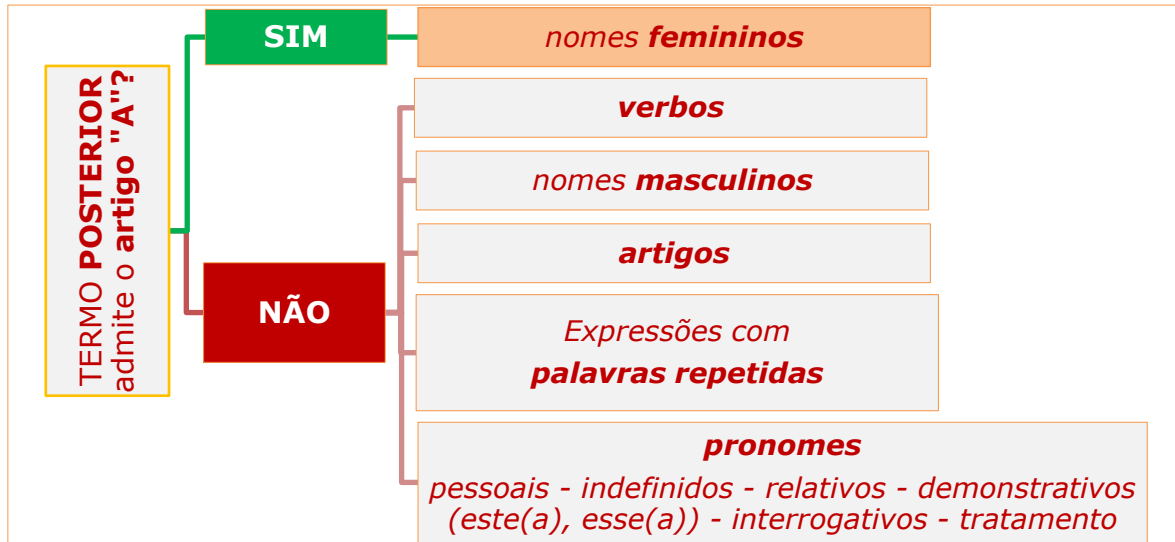 TERMO POSTERIOR
admite o artigo "A"?
SIM
nomes femininos
NÃO
verbos
nomes masculinos
artigos
Expressões com
palavras repetidas
pronomes
pessoais - indefinidos - relativos - demonstrativos
(este(a), esse(a)) - interrogativos - tratamento